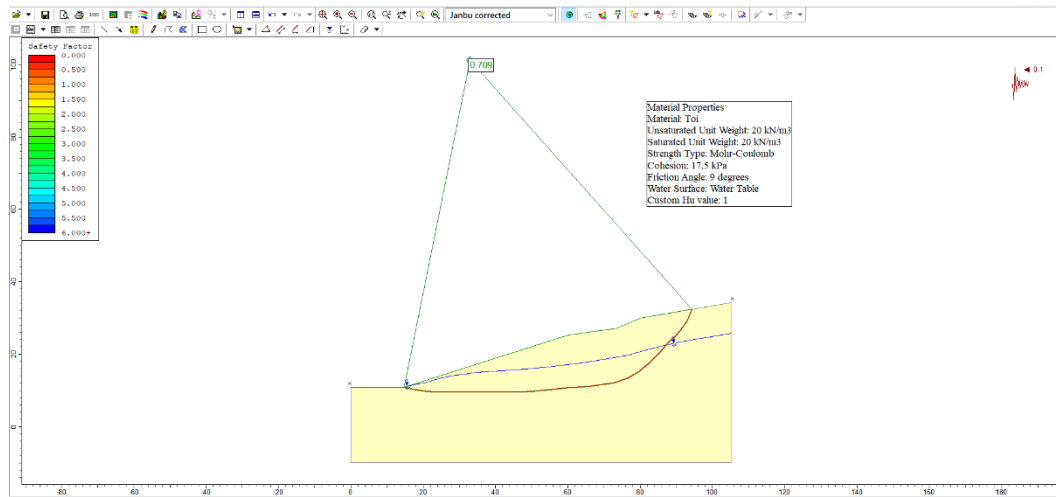 Janbu corrected
Safety Factor
0.000
0.500
1.000
1.500
2.000
2.500
3.000
3.500
4.000
4.500
5.000
5.500
6.000+
0.709
0.1
Material Properties
Material: Toi
Unsaturated Unit Weight: 20 kN/m3
Saturated Unit Weight: 20 kN/m3
Strength Type: Mohr-Coulomb
Cohesion: 17.5 kPa
Friction Angle: 9 degrees
Water Surface: Water Table
Custom Hu value: 1
100
80
60
40
20
0
-80 -60 -40 -20 0 20 40 60 80 100 120 140 160 180